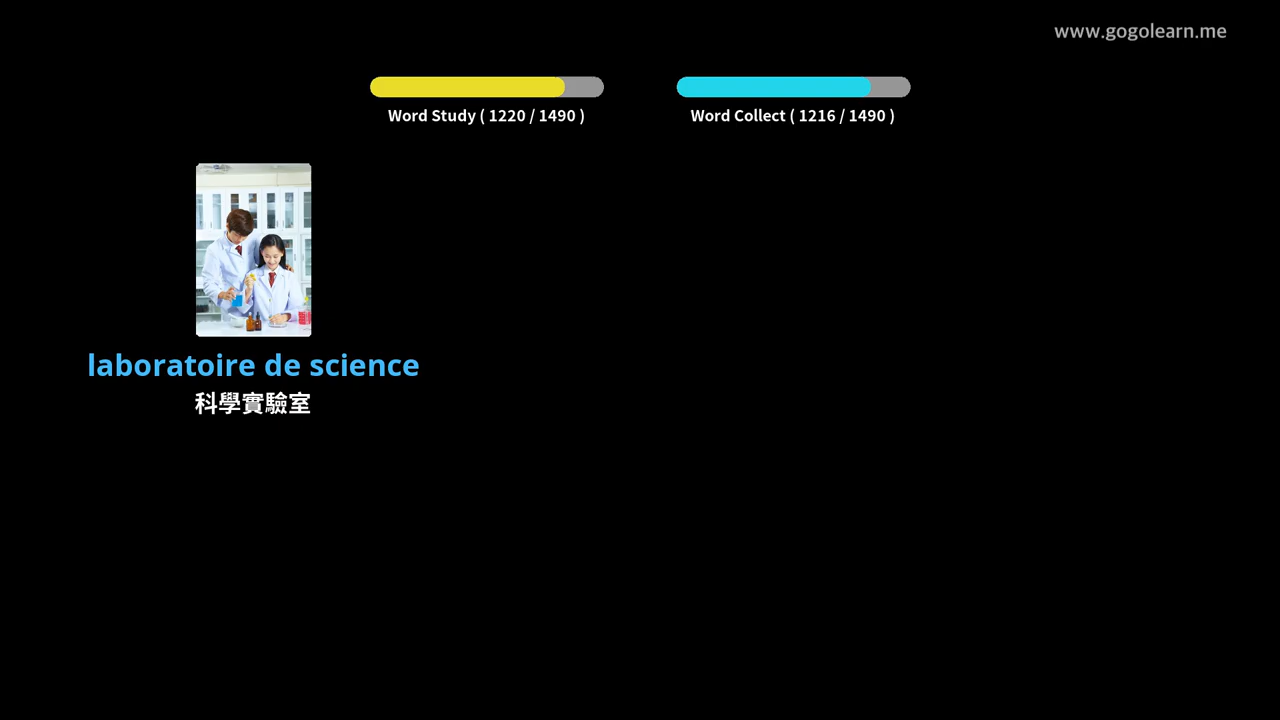 www.gogolearn.me
Word Study ( 1220 / 1490 )
Word Collect ( 1216 / 1490 )
laboratoire de science
科學實驗室